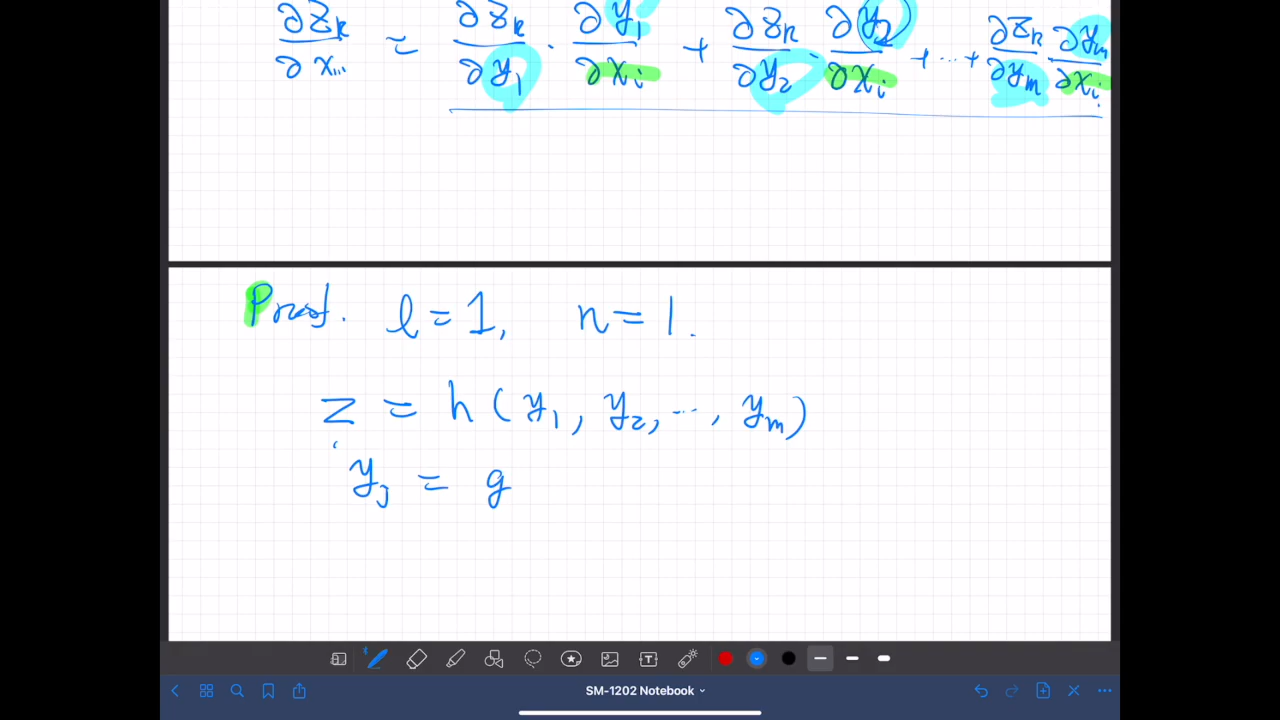 ∂z_k/∂x... = ∂z_k/∂y_1 · ∂y_1/∂x_i + ∂z_k/∂y_2 · ∂y_2/∂x_i + ... + ∂z_k/∂y_m · ∂y_m/∂x_i
Proof. l = 1, n = 1.
z = h(y_1, y_2, ..., y_m)
y_j = g
SM-1202 Notebook